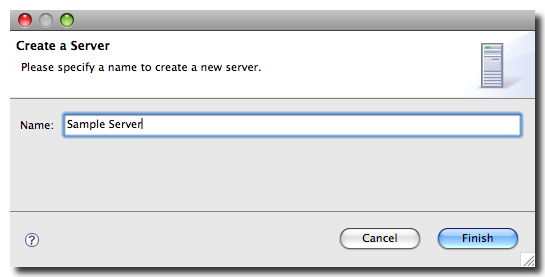 Create a Server
Please specify a name to create a new server.
Name: Sample Server
? Cancel Finish